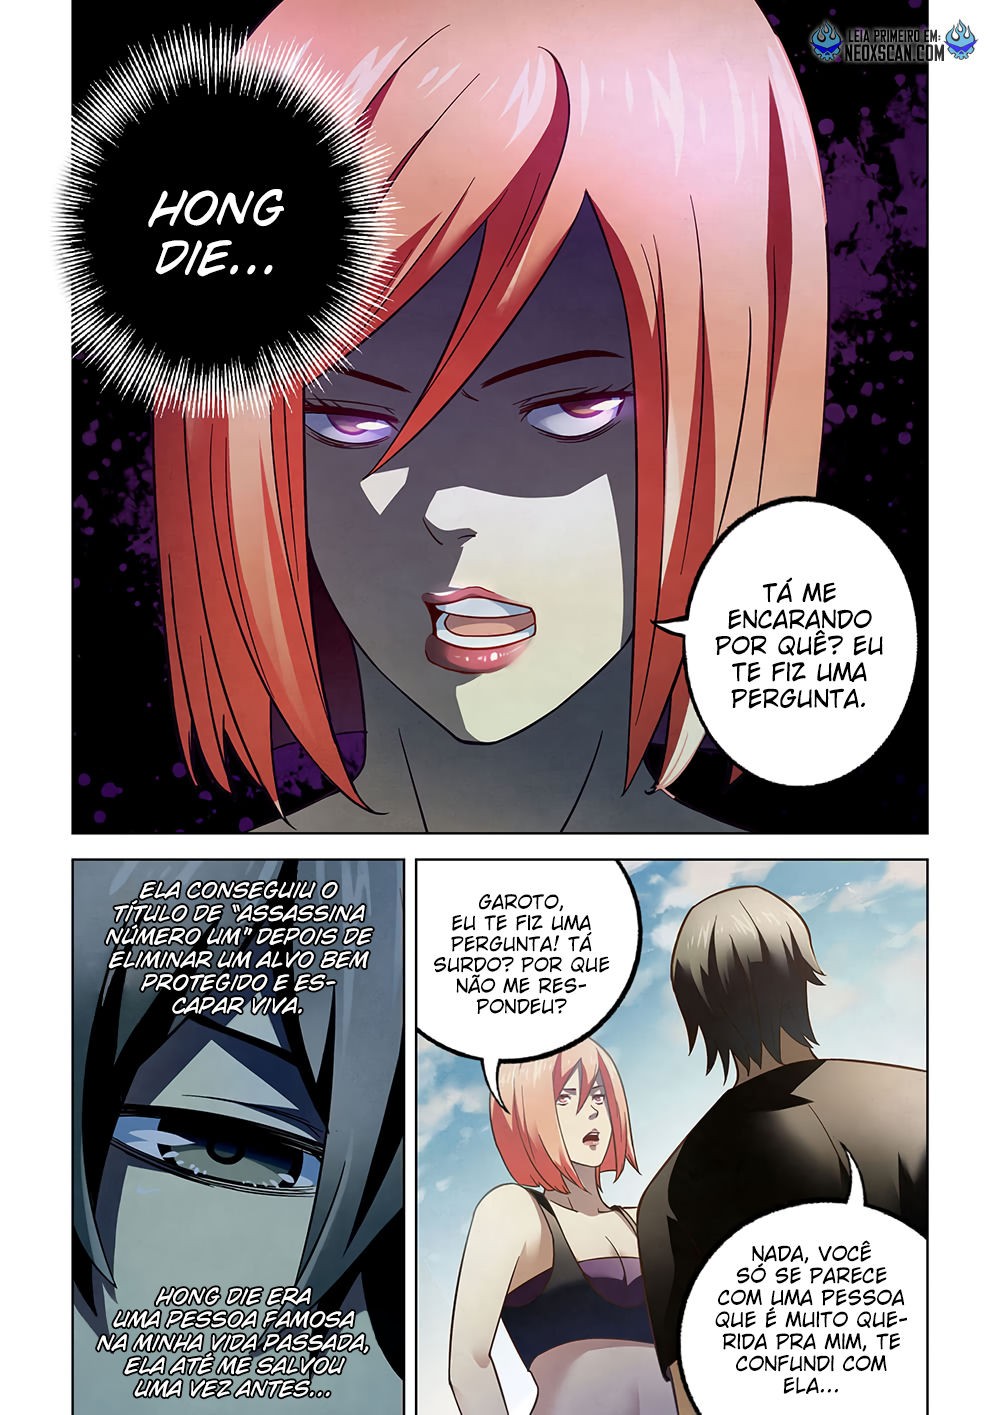 LEIA PRIMEIRO EM:
NEOXSCAN.COM
HONG
DIE...
TÁ ME
ENCARANDO
POR QUÊ? EU
TE FIZ UMA
PERGUNTA.
ELA CONSEGUIU O
TÍTULO DE "ASSASSINA
NÚMERO UM" DEPOIS DE
ELIMINAR UM ALVO BEM
PROTEGIDO E ES-
CAPAR VIVA.
HONG DIE ERA
UMA PESSOA FAMOSA
NA MINHA VIDA PASSADA,
ELA ATÉ ME SALVOU
UMA VEZ ANTES...
GAROTO,
EU TE FIZ UMA
PERGUNTA! TÁ
SURDO? POR QUE
NÃO ME RES-
PONDEU?
NADA, VOCÊ
SÓ SE PARECE
COM UMA PESSOA
QUE É MUITO QUE-
RIDA PRA MIM, TE
CONFUNDI COM
ELA...